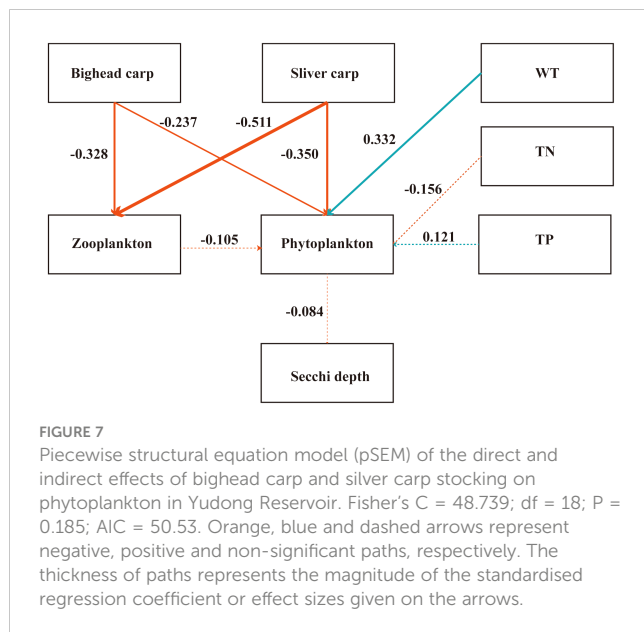 Bighead carp
Sliver carp
WT
-0.237
-0.511
-0.328
-0.350
0.332
TN
-0.156
Zooplankton
-0.105
Phytoplankton
0.121
TP
-0.084
Secchi depth
FIGURE 7
Piecewise structural equation model (pSEM) of the direct and
indirect effects of bighead carp and silver carp stocking on
phytoplankton in Yudong Reservoir. Fisher's C = 48.739; df = 18; P =
0.185; AIC = 50.53. Orange, blue and dashed arrows represent
negative, positive and non-significant paths, respectively. The
thickness of paths represents the magnitude of the standardised
regression coefficient or effect sizes given on the arrows.